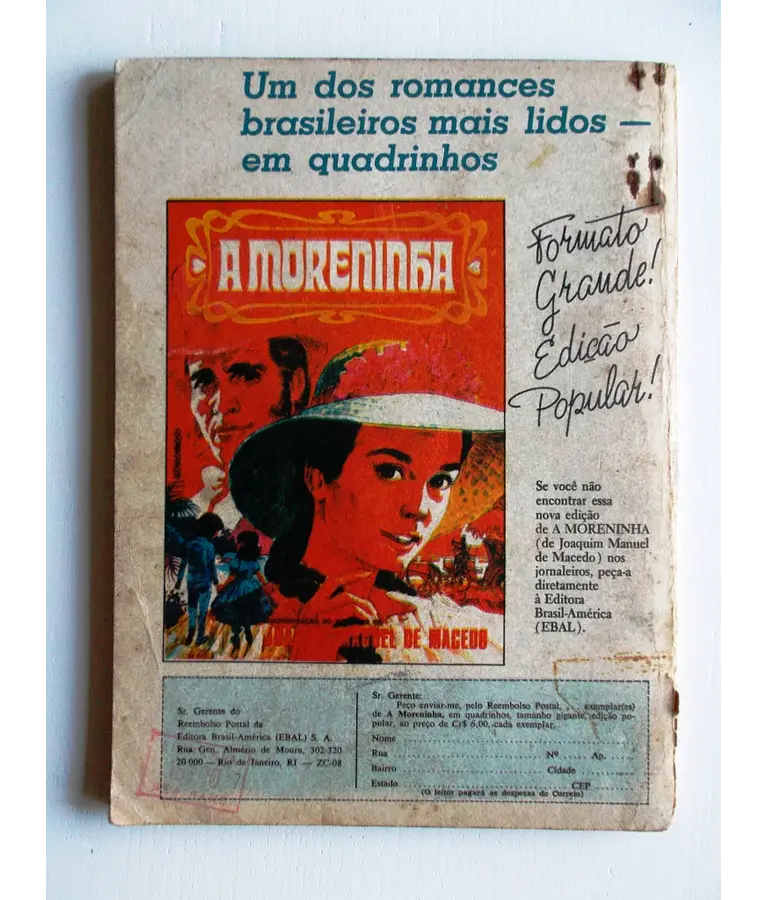 Um dos romances
brasileiros mais lidos —
em quadrinhos
A MORENINHA
Formato
Grande!
Edição
Popular!
Se você não
encontrar essa
nova edição
de A MORENINHA
(de Joaquim Manuel
de Macedo) nos
jornaleiros, peça-a
diretamente
à Editora
Brasil-América
(EBAL).
DE MACEDO
Sr. Gerente do
Reembolso Postal da
Editora Brasil-América (EBAL) S. A.
Rua Gen. Almério de Moura, 302-320
20 000 — Rio de Janeiro, RJ — ZC-08
Sr. Gerente:
Peço enviar-me, pelo Reembolso Postal, ... exemplar(es)
de A Moreninha, em quadrinhos, tamanho gigante, edição po-
pular, ao preço de Cr$ 6,00, cada exemplar.
Nome
Rua Nº Ap.
Bairro Cidade
Estado CEP
(O leitor pagará as despesas do Correio)